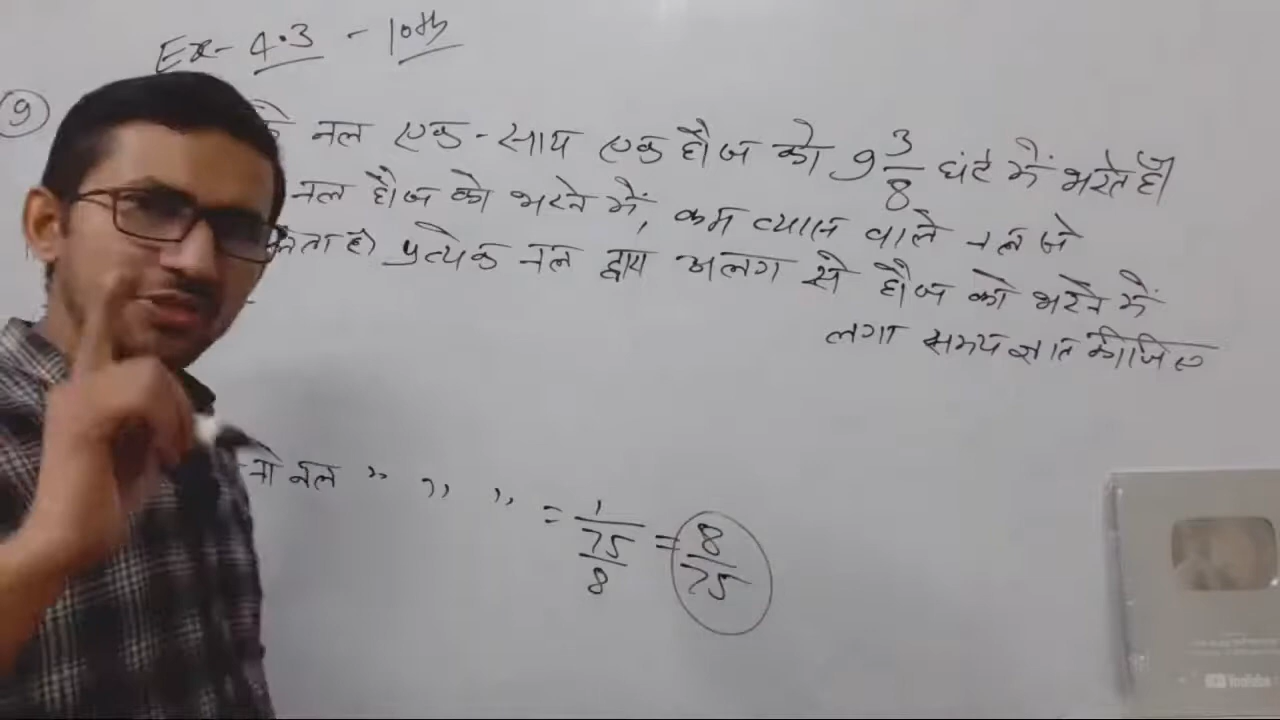 Ex- 4.3 - 10th
9
नल एक-साथ एक हौज को 9 3/8 घंटे में भरते हैं
नल हौज को भरने में, कम व्यास वाले नल से
प्रत्येक नल द्वारा अलग से हौज को भरने में
लगा समय ज्ञात कीजिए
नल " " " = 1/(75/8) = 8/75
YouTube